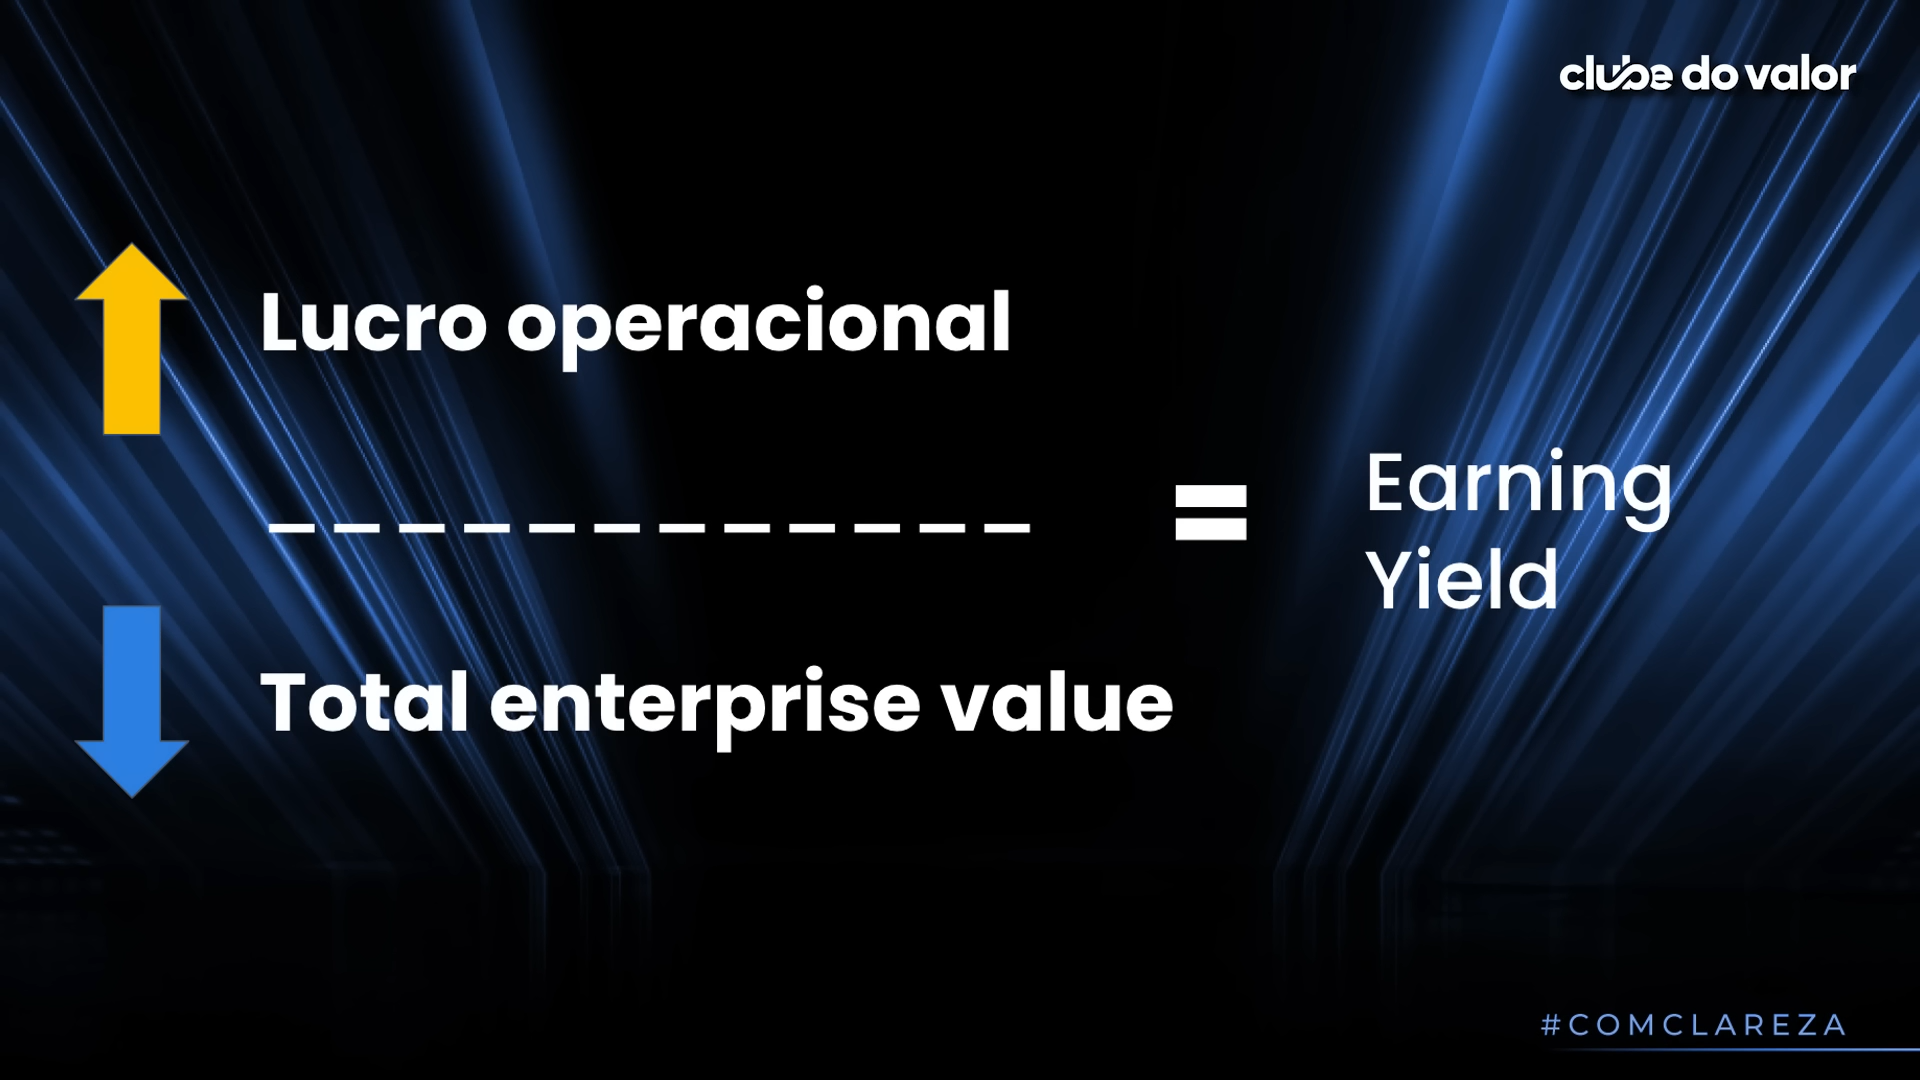 clube do valor
Lucro operacional
Earning
=
Yield
Total enterprise value
#COMCLAREZA